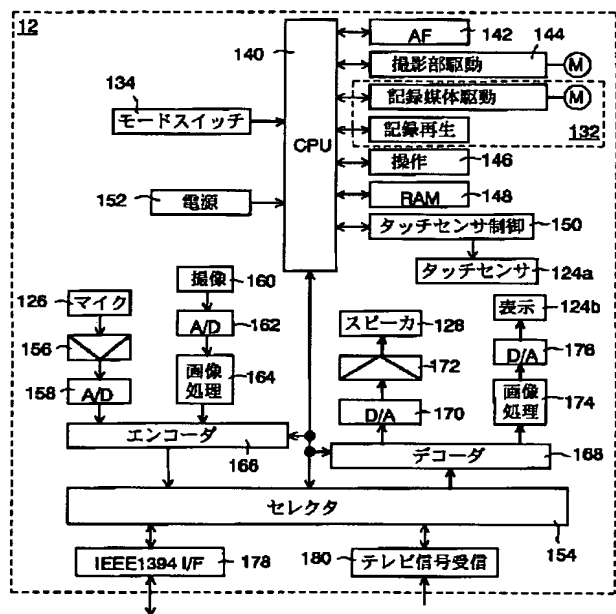 12
140
AF
142
144
撮影部駆動
M
134
モードスイッチ
記録媒体駆動
M
記録再生
132
CPU
操作
146
152
電源
RAM
148
タッチセンサ制御
150
タッチセンサ
124a
126
マイク
撮像
160
156
A/D
162
158
A/D
画像
処理
164
エンコーダ
166
スピーカ
128
表示
124b
172
D/A
176
D/A
170
画像
処理
174
デコーダ
168
セレクタ
154
IEEE1394 I/F
178
180
テレビ信号受信